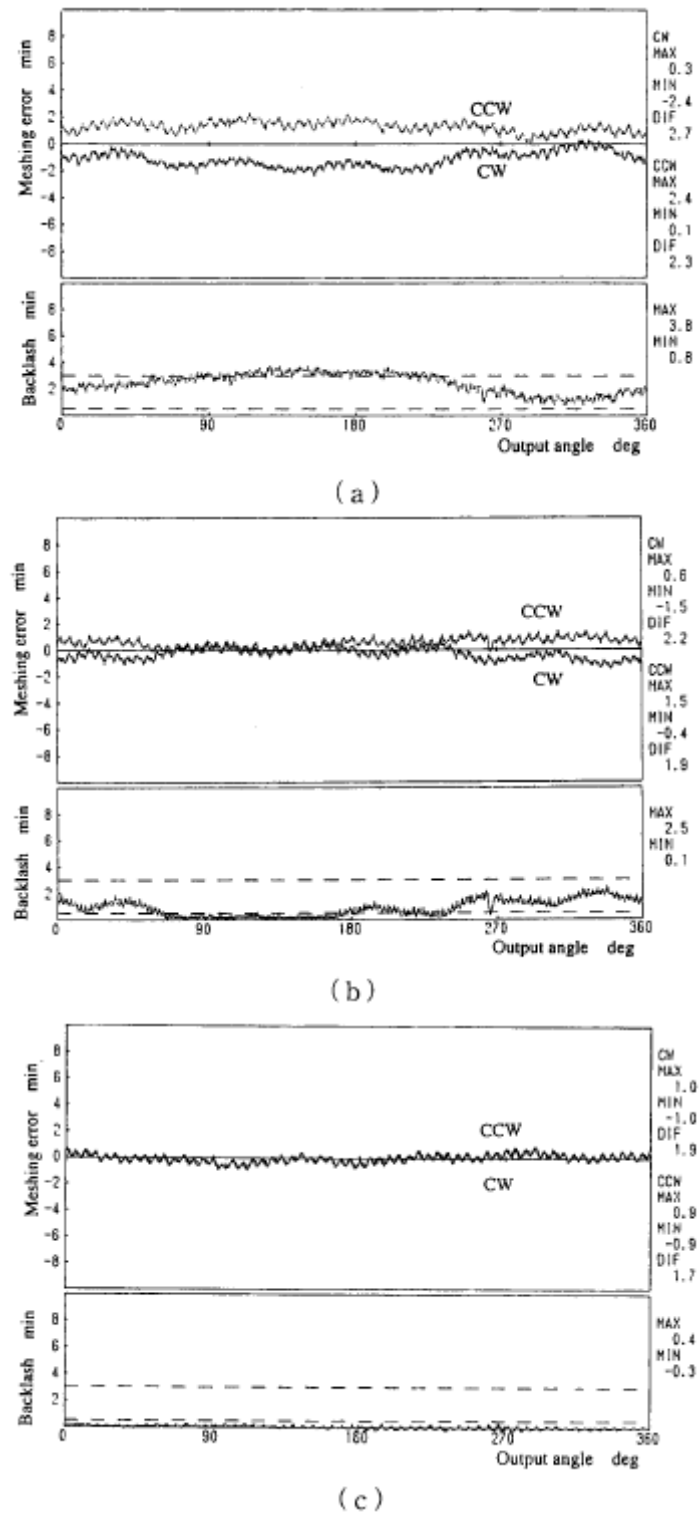 Meshing error min
8
6
4
2
0
-2
-4
-6
-8
CCW
CW
CW
MAX
0.3
MIN
-2.4
DIF
2.7
CCW
MAX
2.4
MIN
0.1
DIF
2.3
Backlash min
8
6
4
2
MAX
3.8
MIN
0.8
0 90 180 270 360
Output angle deg
(a)
Meshing error min
8
6
4
2
0
-2
-4
-6
-8
CCW
CW
CW
MAX
0.6
MIN
-1.5
DIF
2.2
CCW
MAX
1.5
MIN
-0.4
DIF
1.9
Backlash min
8
6
4
2
MAX
2.5
MIN
0.1
0 90 180 270 360
Output angle deg
(b)
Meshing error min
8
6
4
2
0
-2
-4
-6
-8
CCW
CW
CW
MAX
1.0
MIN
-1.0
DIF
1.9
CCW
MAX
0.9
MIN
-0.9
DIF
1.7
Backlash min
8
6
4
2
MAX
0.4
MIN
-0.3
0 90 180 270 360
Output angle deg
(c)